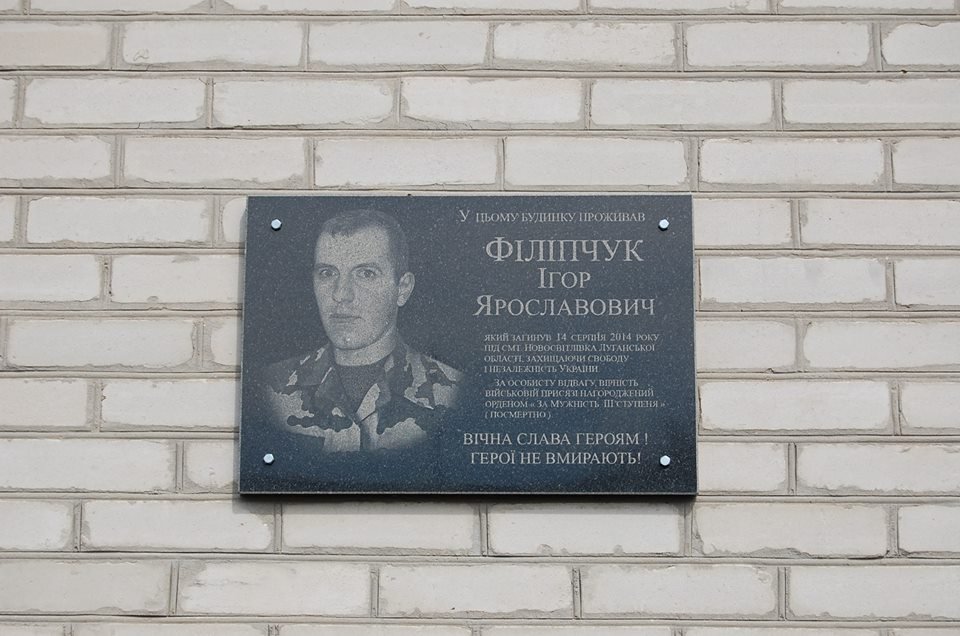 У ЦЬОМУ БУДИНКУ ПРОЖИВАВ
ФІЛІПЧУК
ІГОР
ЯРОСЛАВОВИЧ
ЯКИЙ ЗАГИНУВ 14 СЕРПНЯ 2014 РОКУ
ПІД СМТ. НОВОСВІТЛІВКА ЛУГАНСЬКОЇ
ОБЛАСТІ, ЗАХИЩАЮЧИ СВОБОДУ
І НЕЗАЛЕЖНІСТЬ УКРАЇНИ
ЗА ОСОБИСТУ ВІДВАГУ, ВІРНІСТЬ
ВІЙСЬКОВІЙ ПРИСЯЗІ НАГОРОДЖЕНИЙ
ОРДЕНОМ « ЗА МУЖНІСТЬ III СТУПЕНЯ »
( ПОСМЕРТНО )
ВІЧНА СЛАВА ГЕРОЯМ !
ГЕРОЇ НЕ ВМИРАЮТЬ!